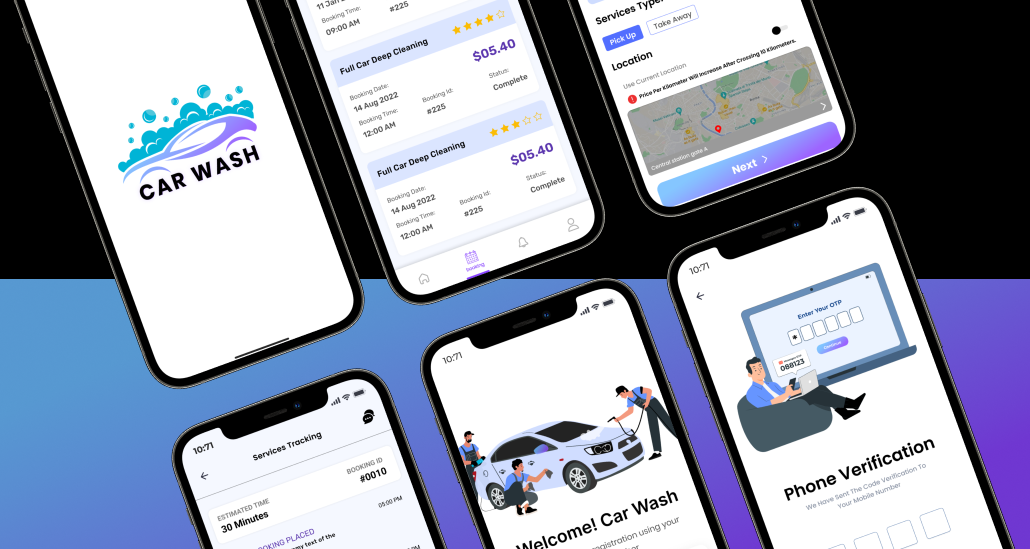 CAR WASH
11 Jan
Booking Time:
09:00 AM
#225
Full Car Deep Cleaning
$05.40
Booking Date:
14 Aug 2022
Booking Time:
12:00 AM
Booking Id:
#225
Status:
Complete
Full Car Deep Cleaning
$05.40
Booking Date:
14 Aug 2022
Booking Time:
12:00 AM
Booking Id:
#225
Status:
Complete
Booking
Services Type
Pick Up
Take Away
Location
Use Current Location
Price Per Kilometer Will Increase After Crossing 10 Kilometers.
Central station gate 4
Next
10:71
Services Tracking
ESTIMATED TIME
30 Minutes
BOOKING ID
#0010
OOKING PLACED
my text of the
05:00 PM
PM
10:71
Welcome! Car Wash
egistration using your
10:71
Enter Your OTP
*
Continue
088123
Phone Verification
We Have Sent The Code Verification To
Your Mobile Number